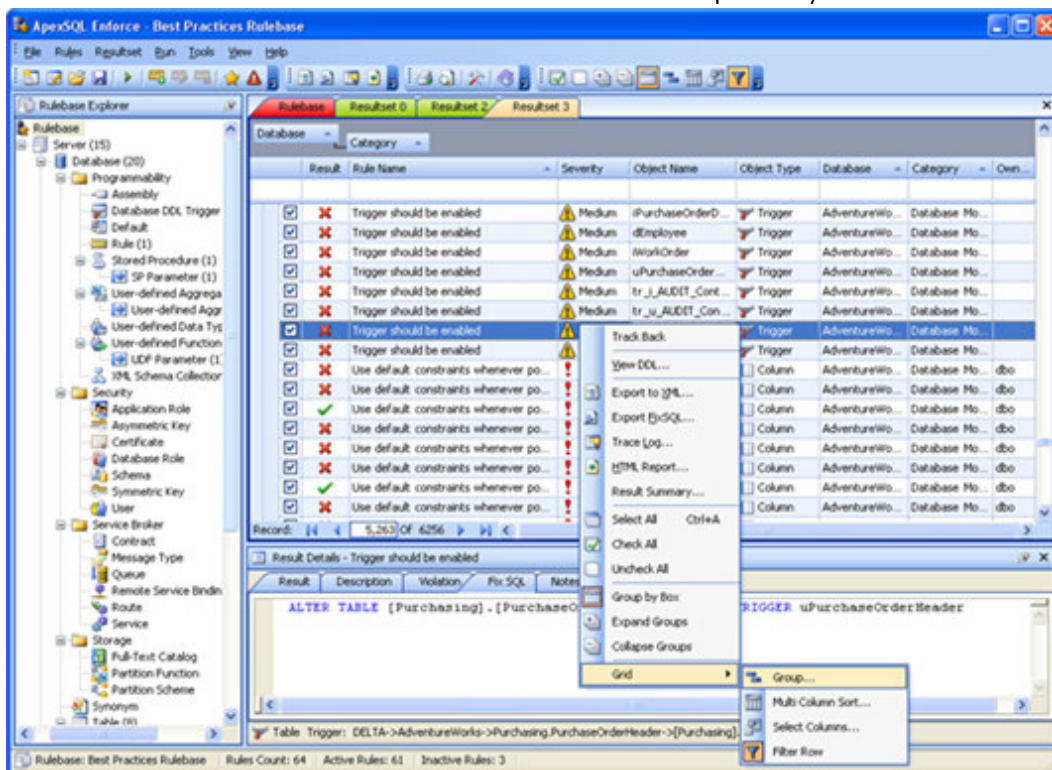 ApexSQL Enforce - Best Practices Rulebase
File Rules Resultset Run Tools View Help
Rulebase Explorer
Rulebase Resultset 0 Resultset 2 Resultset 3
Rulebase
Server (15)
Database (20)
Programmability
Assembly
Database DDL Trigger
Default
Rule (1)
Stored Procedure (1)
SP Parameter (1)
User-defined Aggrega
User-defined Aggr
User-defined Data Typ
User-defined Function
UDF Parameter (1)
XML Schema Collection
Security
Application Role
Asymmetric Key
Certificate
Database Role
Schema
Symmetric Key
User
Service Broker
Contract
Message Type
Queue
Remote Service Bindin
Route
Service
Storage
Full-Text Catalog
Partition Function
Partition Scheme
Synonym
Table (8)
Database
Category
Result Rule Name Severity Object Name Object Type Database Category Own...
Trigger should be enabled Medium iPurchaseOrderD... Trigger AdventureWo... Database Mo...
Trigger should be enabled Medium dEmployee Trigger AdventureWo... Database Mo...
Trigger should be enabled Medium iWorkOrder Trigger AdventureWo... Database Mo...
Trigger should be enabled Medium uPurchaseOrder... Trigger AdventureWo... Database Mo...
Trigger should be enabled Medium tr_i_AUDIT_Cont... Trigger AdventureWo... Database Mo...
Trigger should be enabled Medium tr_u_AUDIT_Con... Trigger AdventureWo... Database Mo...
Trigger should be enabled Trigger AdventureWo... Database Mo...
Trigger should be enabled Trigger AdventureWo... Database Mo...
Use default constraints whenever po... Column AdventureWo... Database Mo... dbo
Use default constraints whenever po... Column AdventureWo... Database Mo... dbo
Use default constraints whenever po... Column AdventureWo... Database Mo... dbo
Use default constraints whenever po... Column AdventureWo... Database Mo... dbo
Use default constraints whenever po... Column AdventureWo... Database Mo... dbo
Use default constraints whenever po... Column AdventureWo... Database Mo... dbo
Use default constraints whenever po... Column AdventureWo... Database Mo... dbo
Use default constraints whenever po... Column AdventureWo... Database Mo... dbo
Record: 5,263 Of 6256
Track Back
View DDL...
Export to XML...
Export FixSQL...
Trace Log...
HTML Report...
Result Summary...
Select All Ctrl+A
Check All
Uncheck All
Group by Box
Expand Groups
Collapse Groups
Grid
Group...
Multi Column Sort...
Select Columns...
Filter Row
Result Details - Trigger should be enabled
Result Description Violation Fix SQL Notes
ALTER TABLE [Purchasing].[PurchaseO TRIGGER uPurchaseOrderHeader
Table Trigger: DELTA->AdventureWorks->Purchasing.PurchaseOrderHeader->[Purchasing].
Rulebase: Best Practices Rulebase Rules Count: 64 Active Rules: 61 Inactive Rules: 3